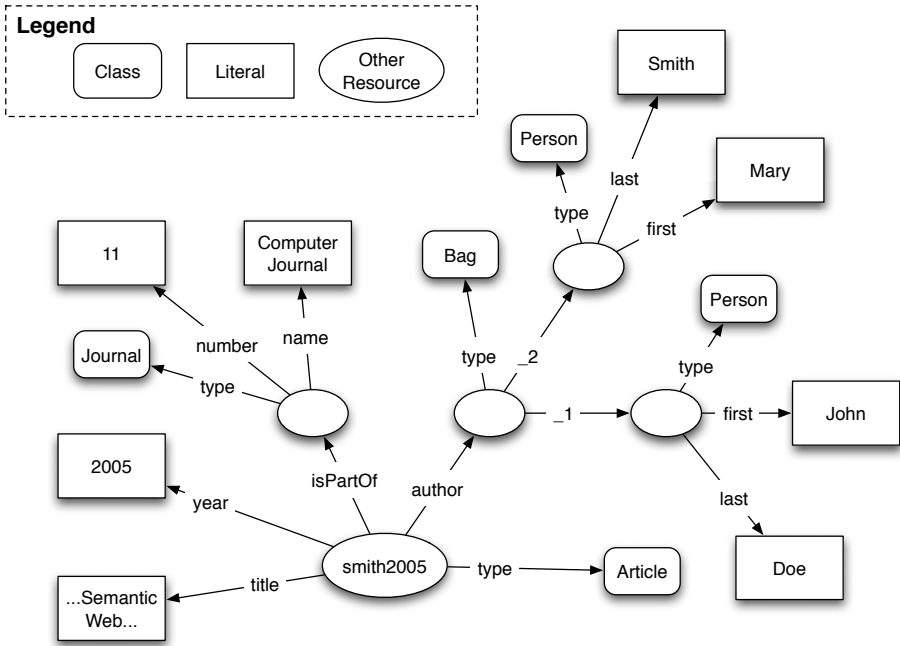 Legend
Class
Literal
Other
Resource
Smith
Person
last
Mary
type
first
11
Computer
Journal
Bag
Person
number
name
Journal
type
type
_2
type
_1
first
John
2005
isPartOf
author
last
year
smith2005
type
Article
Doe
title
...Semantic
Web...